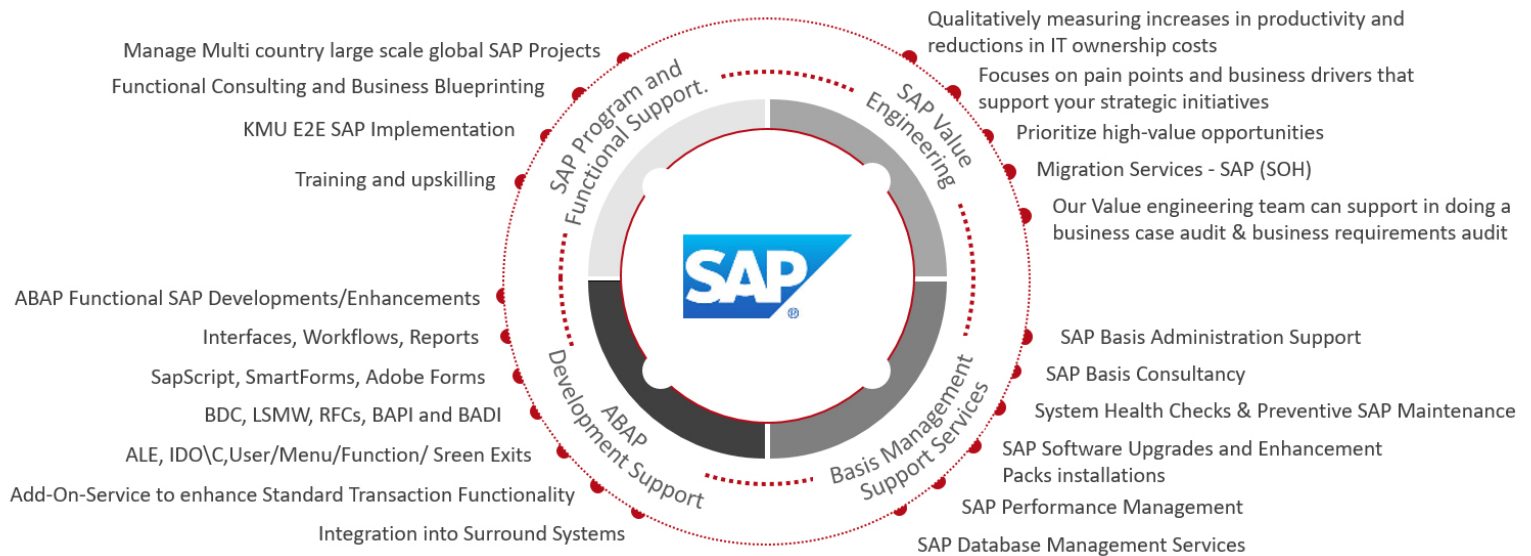 Manage Multi country large scale global SAP Projects
Functional Consulting and Business Blueprinting
KMU E2E SAP Implementation
Training and upskilling
SAP Program and
Functional Support.
Qualitatively measuring increases in productivity and
reductions in IT ownership costs
Focuses on pain points and business drivers that
support your strategic initiatives
Prioritize high-value opportunities
Migration Services - SAP (SOH)
Our Value engineering team can support in doing a
business case audit & business requirements audit
SAP Value
Engineering
SAP
®
ABAP Functional SAP Developments/Enhancements
Interfaces, Workflows, Reports
SapScript, SmartForms, Adobe Forms
BDC, LSMW, RFCs, BAPI and BADI
ALE, IDO\C,User/Menu/Function/ Sreen Exits
Add-On-Service to enhance Standard Transaction Functionality
Integration into Surround Systems
ABAP
Development Support
SAP Basis Administration Support
SAP Basis Consultancy
System Health Checks & Preventive SAP Maintenance
SAP Software Upgrades and Enhancement
Packs installations
SAP Performance Management
SAP Database Management Services
Basis Management
Support Services